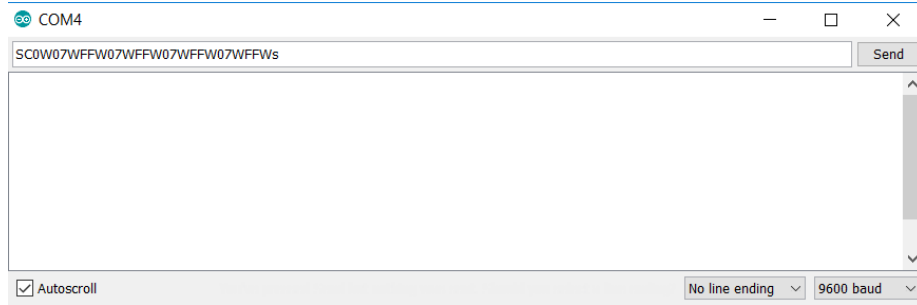 COM4
SC0W07WFFW07WFFW07WFFW07WFFWs
Send
Autoscroll
No line ending
9600 baud